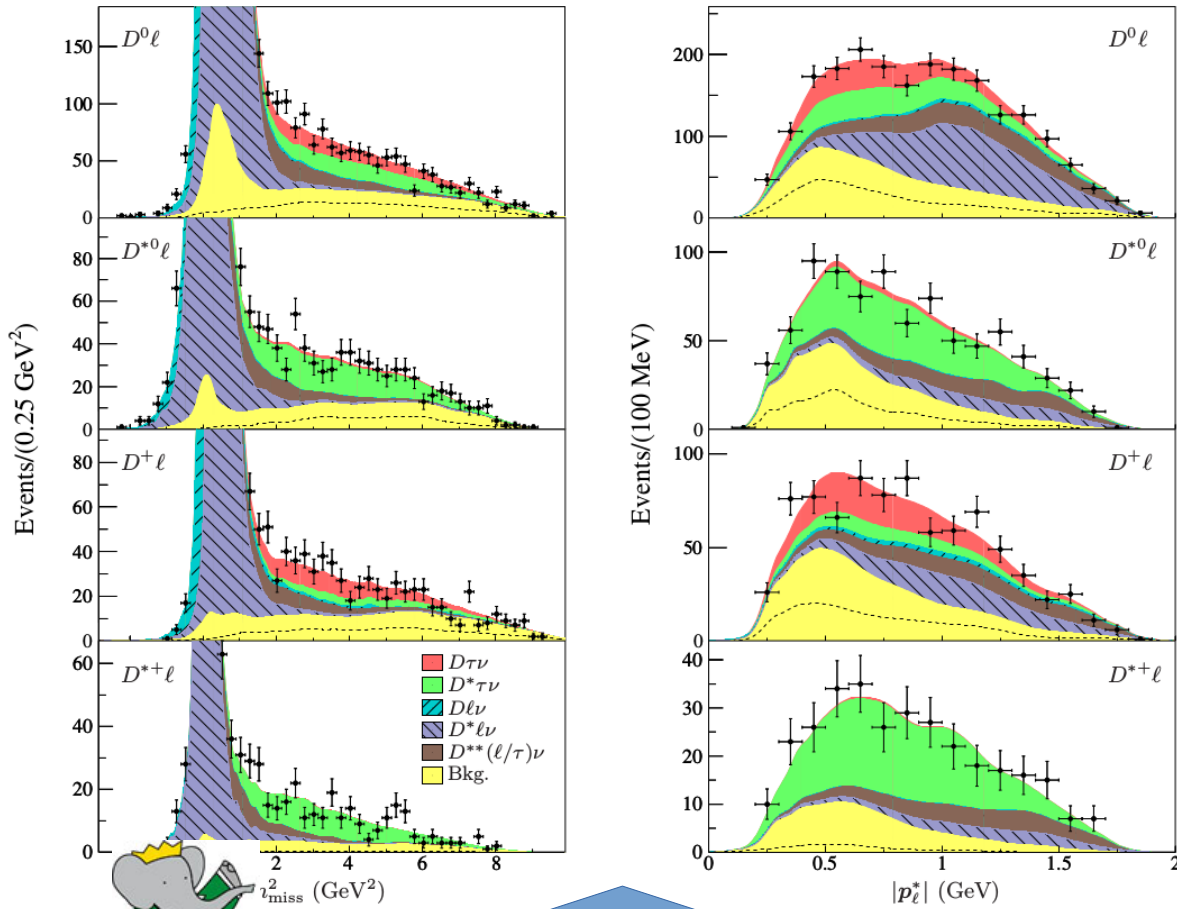 D⁰ℓ
150
100
50
0
D*⁰ℓ
80
60
40
20
0
D⁺ℓ
80
60
40
20
0
D*⁺ℓ
60
40
20
0
Dτν
D*τν
Dℓν
D*ℓν
D**(ℓ/τ)ν
Bkg.
2 4 6 8
²miss (GeV²)
Events/(0.25 GeV²)
D⁰ℓ
200
100
0
D*⁰ℓ
100
50
0
D⁺ℓ
100
50
0
D*⁺ℓ
40
30
20
10
0
0 0.5 1 1.5 2
|p*ℓ| (GeV)
Events/(100 MeV)